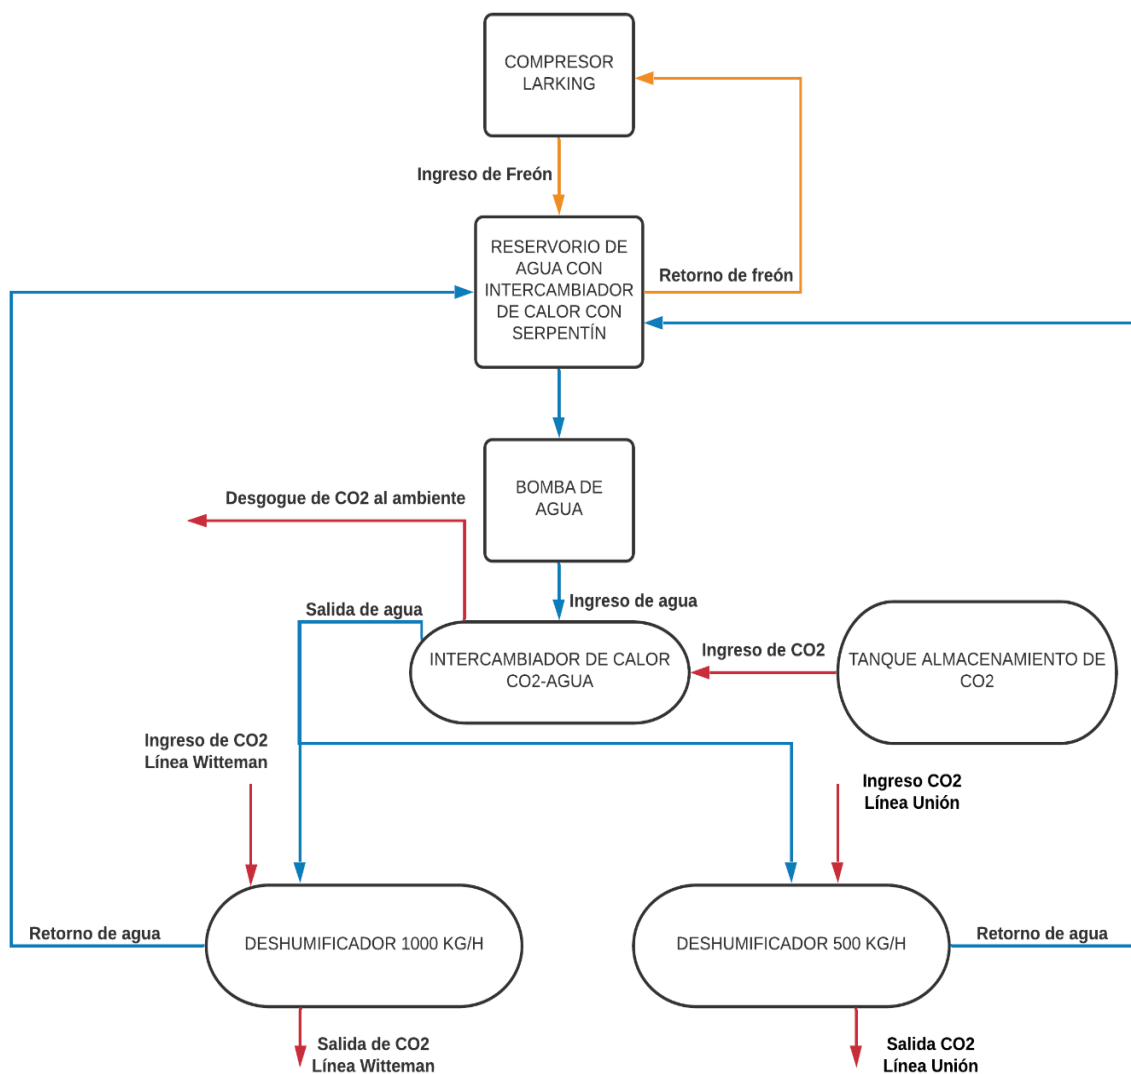 COMPRESOR
LARKING
Ingreso de Freón
RESERVORIO DE
AGUA CON
INTERCAMBIADOR
DE CALOR CON
SERPENTÍN
Retorno de freón
BOMBA DE
AGUA
Desgogue de CO2 al ambiente
Ingreso de agua
Salida de agua
INTERCAMBIADOR DE CALOR
CO2-AGUA
Ingreso de CO2
TANQUE ALMACENAMIENTO DE
CO2
Ingreso de CO2
Línea Witteman
Ingreso CO2
Línea Unión
Retorno de agua
DESHUMIFICADOR 1000 KG/H
DESHUMIFICADOR 500 KG/H
Retorno de agua
Salida de CO2
Línea Witteman
Salida CO2
Línea Unión